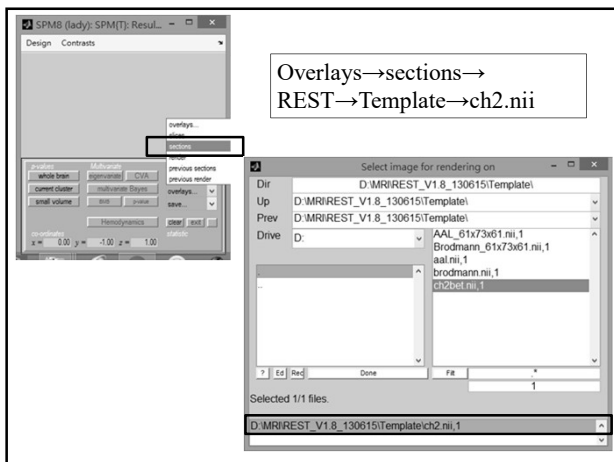 SPM8 (lady): SPM{T}: Resul...
Design Contrasts
Overlays→sections→
REST→Template→ch2.nii
overlays...
slices
sections
render
previous sections
previous render
p-values Multivariate
whole brain eigenvariate CVA
current cluster multivariate Bayes overlays...
small volume BMS p-value save...
Hemodynamics clear exit
co-ordinates statistic
x = 0.00 y = -1.00 z = 1.00
Select image for rendering on
Dir D:\MRI\REST_V1.8_130615\Template\
Up D:\MRI\REST_V1.8_130615\Template\
Prev D:\MRI\REST_V1.8_130615\Template\
Drive D:
AAL_61x73x61.nii,1
Brodmann_61x73x61.nii,1
aal.nii,1
brodmann.nii,1
ch2bet.nii,1
.
..
? Ed Rec Done Filt .*
1
Selected 1/1 files.
D:\MRI\REST_V1.8_130615\Template\ch2.nii,1